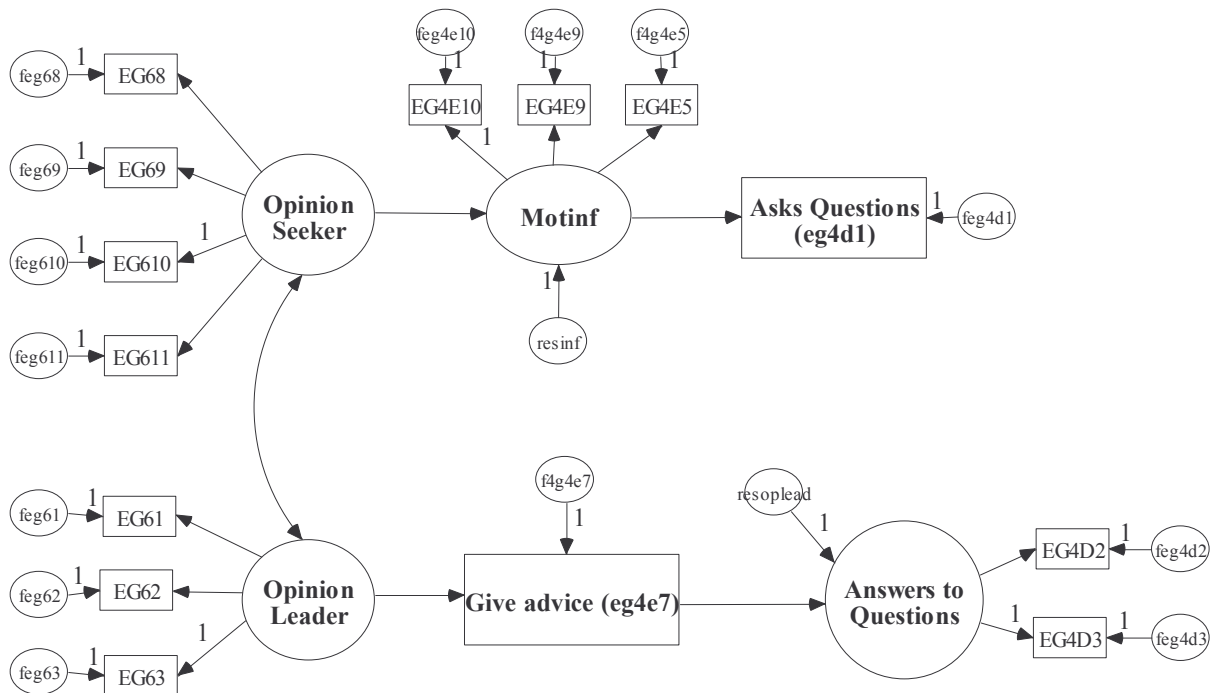 feg4e10
f4g4e9
f4g4e5
1
1
1
feg68
1
EG68
EG4E10
EG4E9
EG4E5
1
feg69
1
EG69
Opinion
Seeker
Motinf
Asks Questions
(eg4d1)
1
feg4d1
feg610
1
EG610
1
1
resinf
feg611
1
EG611
f4g4e7
1
resoplead
1
feg61
1
EG61
feg62
1
EG62
Opinion
Leader
Give advice (eg4e7)
Answers to
Questions
EG4D2
1
feg4d2
1
EG4D3
1
feg4d3
1
feg63
1
EG63